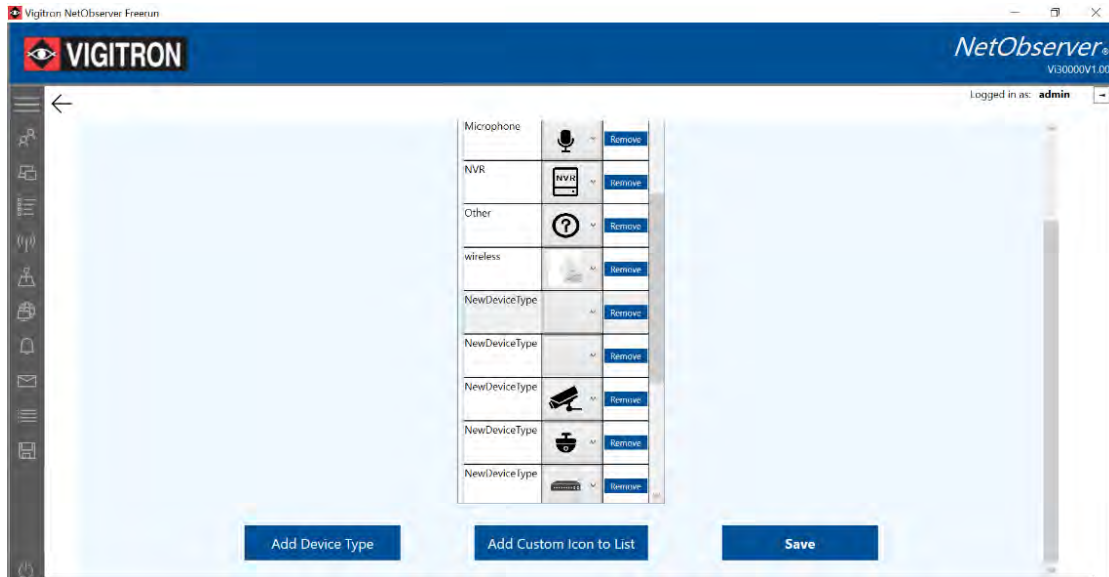 Vigitron NetObserver Freerun
VIGITRON
NetObserver®
Vi30000V1.00
Logged in as: admin
Microphone
Remove
NVR
NVR
Remove
Other
?
Remove
wireless
Remove
NewDeviceType
Remove
NewDeviceType
Remove
NewDeviceType
Remove
NewDeviceType
Remove
NewDeviceType
Remove
Add Device Type
Add Custom Icon to List
Save